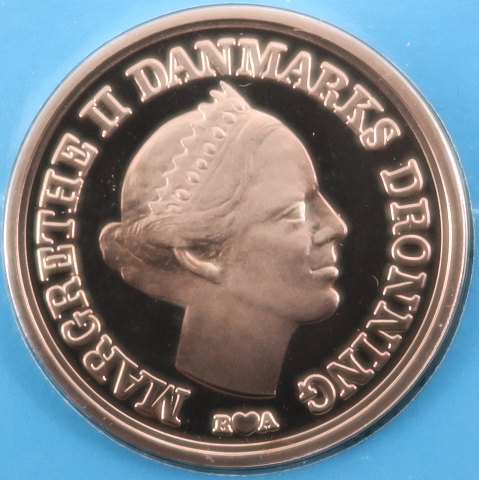 MARGRETHE II DANMARKS DRONNING
R♥A